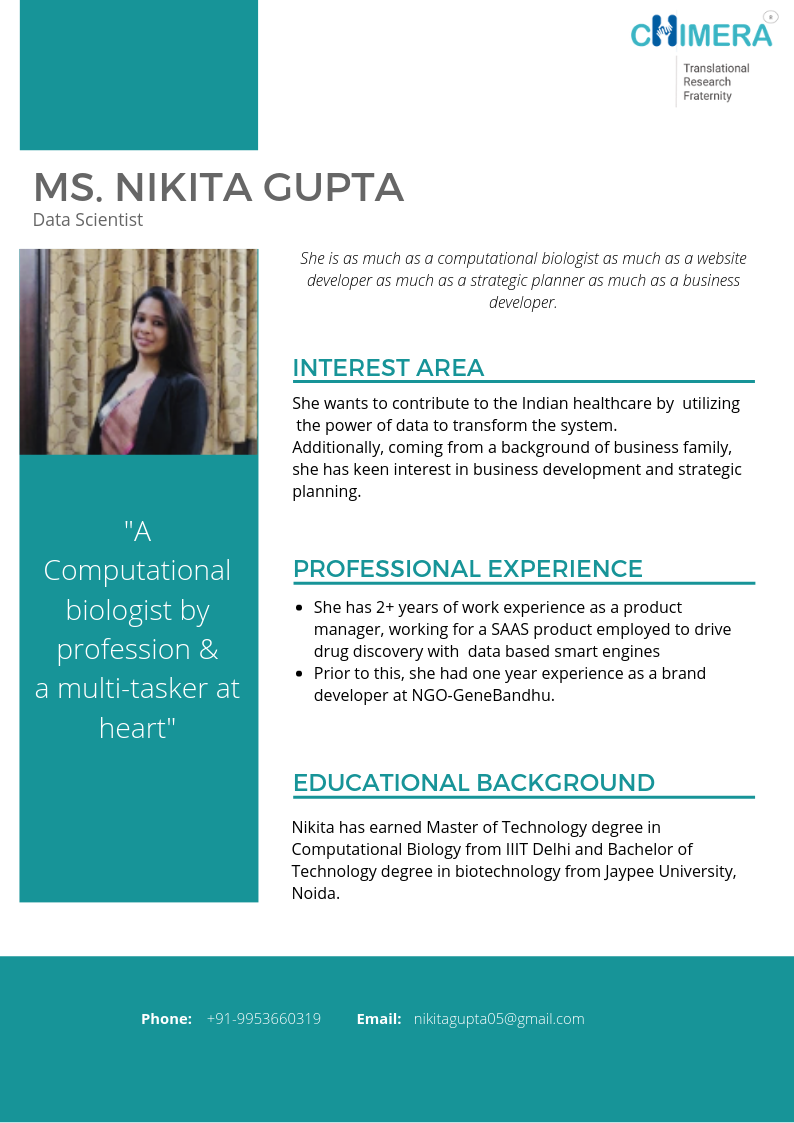 CHIMERA
Translational
Research
Fraternity
MS. NIKITA GUPTA
Data Scientist
She is as much as a computational biologist as much as a website
developer as much as a strategic planner as much as a business
developer.
INTEREST AREA
She wants to contribute to the Indian healthcare by  utilizing
the power of data to transform the system.
Additionally, coming from a background of business family,
she has keen interest in business development and strategic
planning.
"A
Computational
biologist by
profession &
a multi-tasker at
heart"
PROFESSIONAL EXPERIENCE
• She has 2+ years of work experience as a product
manager, working for a SAAS product employed to drive
drug discovery with  data based smart engines
• Prior to this, she had one year experience as a brand
developer at NGO-GeneBandhu.
EDUCATIONAL BACKGROUND
Nikita has earned Master of Technology degree in
Computational Biology from IIIT Delhi and Bachelor of
Technology degree in biotechnology from Jaypee University,
Noida.
Phone: +91-9953660319 Email: nikitagupta05@gmail.com